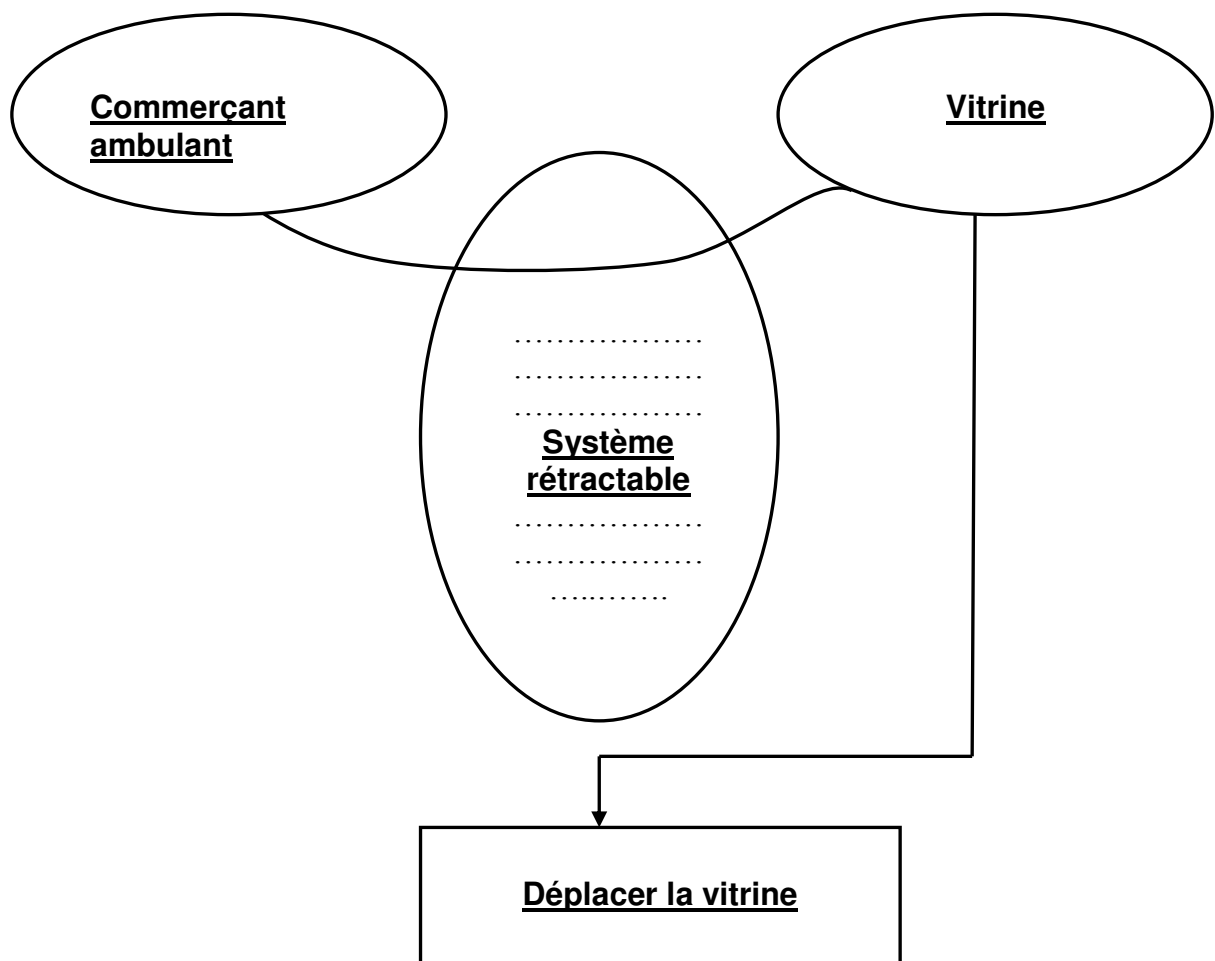 Commerçant
ambulant
Vitrine
………………
………………
………………
Système
rétractable
………………
………………
…..…….
Déplacer la vitrine